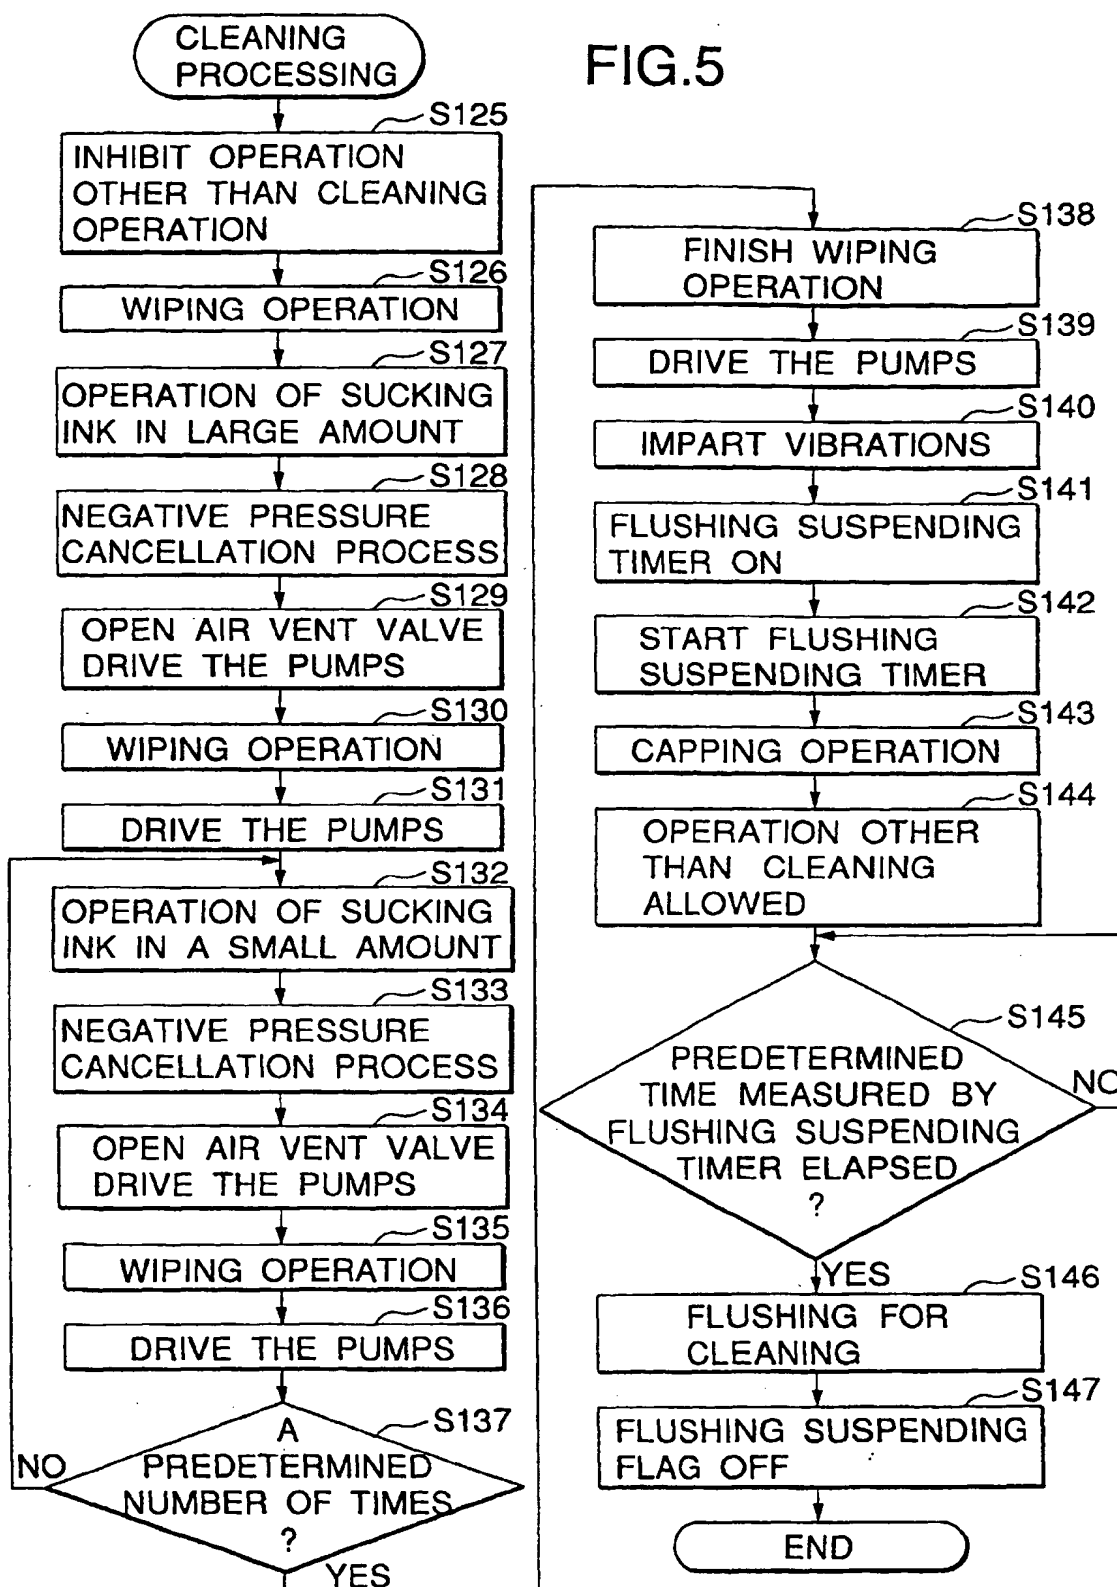 FIG.5
CLEANING
PROCESSING
S125
INHIBIT OPERATION
OTHER THAN CLEANING
OPERATION
S126
WIPING OPERATION
S127
OPERATION OF SUCKING
INK IN LARGE AMOUNT
S128
NEGATIVE PRESSURE
CANCELLATION PROCESS
S129
OPEN AIR VENT VALVE
DRIVE THE PUMPS
S130
WIPING OPERATION
S131
DRIVE THE PUMPS
S132
OPERATION OF SUCKING
INK IN A SMALL AMOUNT
S133
NEGATIVE PRESSURE
CANCELLATION PROCESS
S134
OPEN AIR VENT VALVE
DRIVE THE PUMPS
S135
WIPING OPERATION
S136
DRIVE THE PUMPS
S137
A
PREDETERMINED
NUMBER OF TIMES
?
NO
YES
S138
FINISH WIPING
OPERATION
S139
DRIVE THE PUMPS
S140
IMPART VIBRATIONS
S141
FLUSHING SUSPENDING
TIMER ON
S142
START FLUSHING
SUSPENDING TIMER
S143
CAPPING OPERATION
S144
OPERATION OTHER
THAN CLEANING
ALLOWED
S145
PREDETERMINED
TIME MEASURED BY
FLUSHING SUSPENDING
TIMER ELAPSED
?
NO
YES
S146
FLUSHING FOR
CLEANING
S147
FLUSHING SUSPENDING
FLAG OFF
END